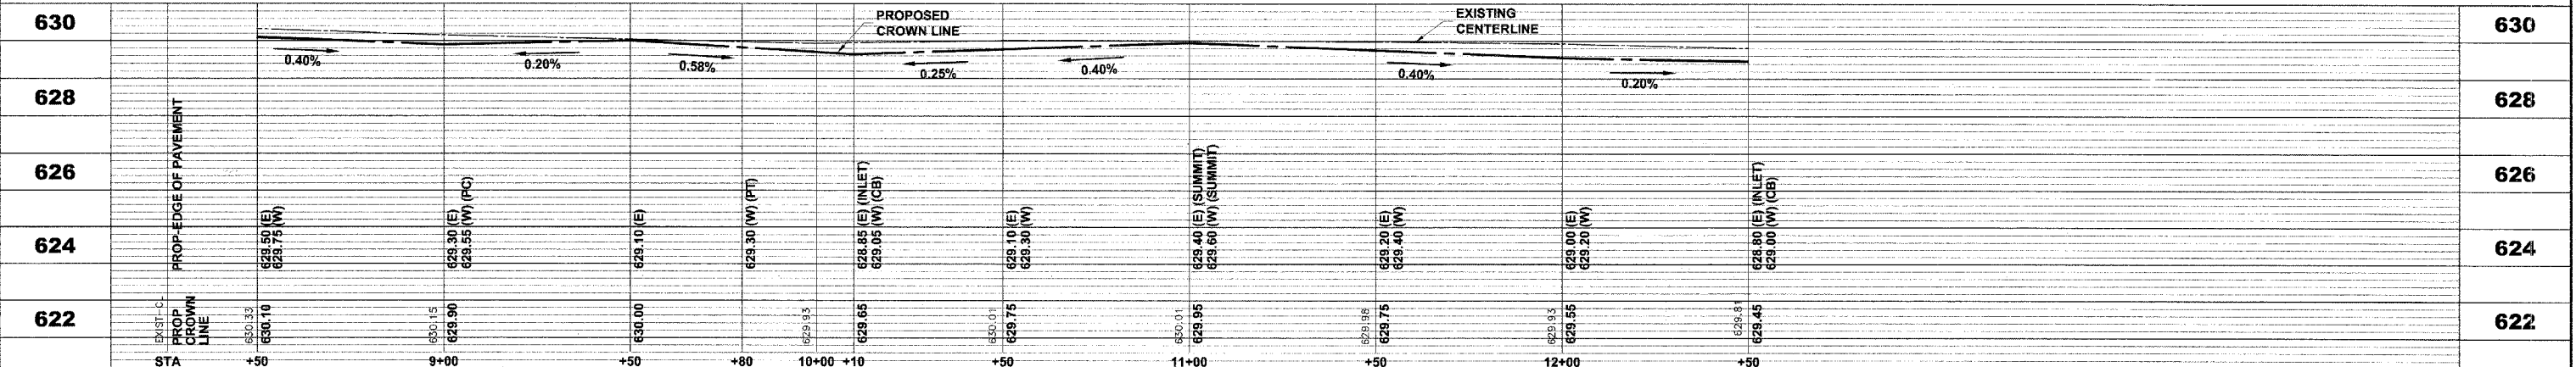 630
PROPOSED
CROWN LINE
EXISTING
CENTERLINE
630
0.40%
0.20%
0.58%
0.25%
0.40%
0.40%
0.20%
628
628
626
626
624
624
622
622
PROP-EDGE OF PAVEMENT
629.50 (E)
629.75 (W)
629.30 (E)
629.55 (W) (PC)
629.10 (E)
629.30 (W) (PT)
628.85 (E) (INLET)
629.05 (W) (CB)
629.10 (E)
629.30 (W)
629.40 (E) (SUMMIT)
629.60 (W) (SUMMIT)
629.20 (E)
629.40 (W)
629.00 (E)
629.20 (W)
628.80 (E) (INLET)
629.00 (W) (CB)
EXIST-CL
PROP
CROWN
LINE
630.33
630.10
630.15
629.90
630.00
629.93
629.65
630.01
629.75
630.01
629.95
629.98
629.75
629.93
629.55
629.81
629.45
STA
+50
9+00
+50
+80
10+00
+10
+50
11+00
+50
12+00
+50